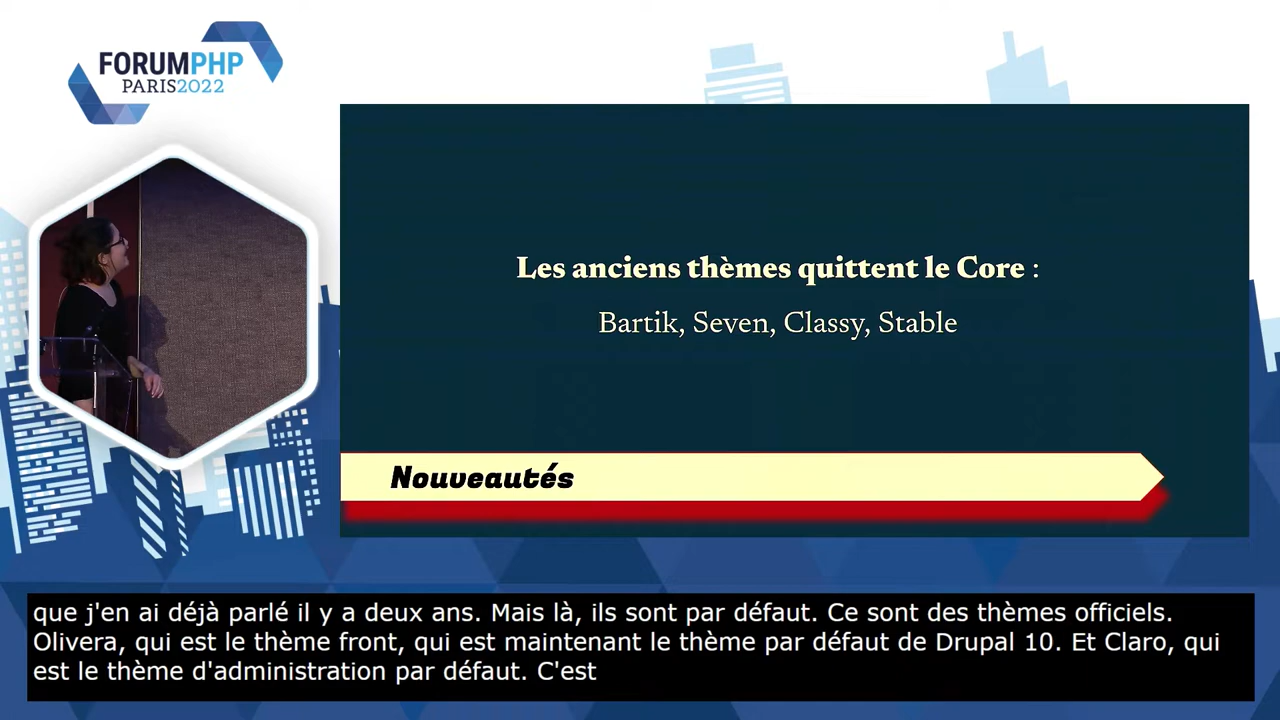 FORUMPHP
PARIS2022
Les anciens thèmes quittent le Core :
Bartik, Seven, Classy, Stable
Nouveautés
que j'en ai déjà parlé il y a deux ans. Mais là, ils sont par défaut. Ce sont des thèmes officiels.
Olivera, qui est le thème front, qui est maintenant le thème par défaut de Drupal 10. Et Claro, qui
est le thème d'administration par défaut. C'est